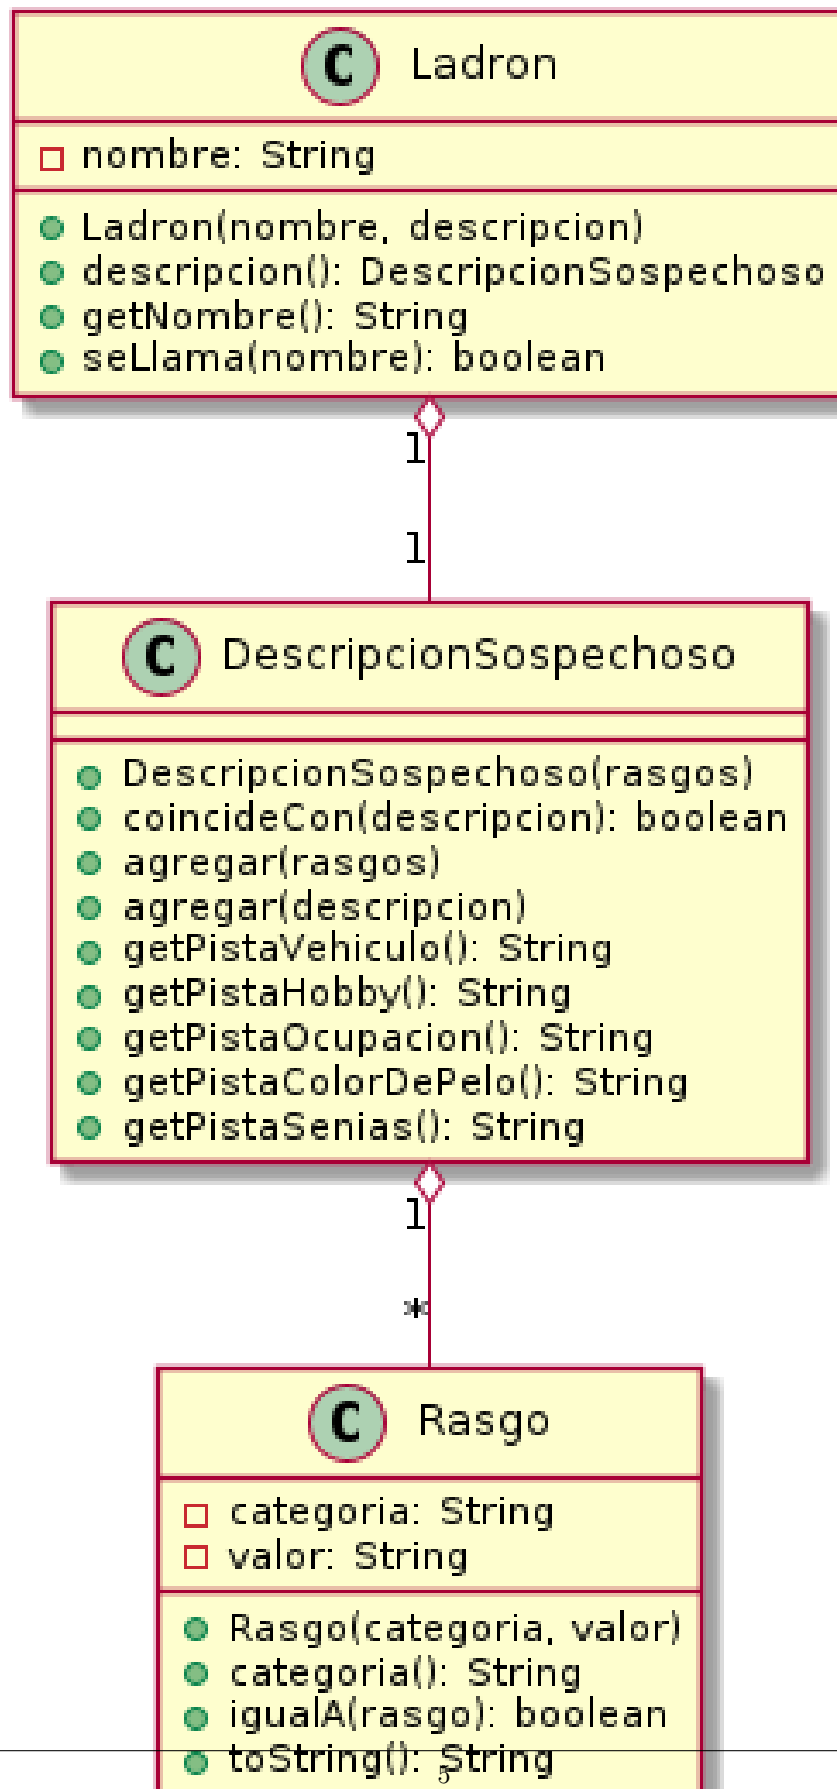 C Ladron
nombre: String
Ladron(nombre, descripcion)
descripcion(): DescripcionSospechoso
getNombre(): String
seLlama(nombre): boolean
1
1
C DescripcionSospechoso
DescripcionSospechoso(rasgos)
coincideCon(descripcion): boolean
agregar(rasgos)
agregar(descripcion)
getPistaVehiculo(): String
getPistaHobby(): String
getPistaOcupacion(): String
getPistaColorDePelo(): String
getPistaSenias(): String
1
*
C Rasgo
categoria: String
valor: String
Rasgo(categoria, valor)
categoria(): String
igualA(rasgo): boolean
toString(): String
5